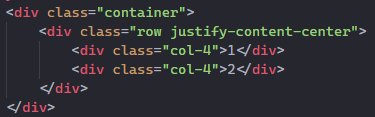 <div class="container">
    <div class="row justify-content-center">
        <div class="col-4">1</div>
        <div class="col-4">2</div>
    </div>
</div>